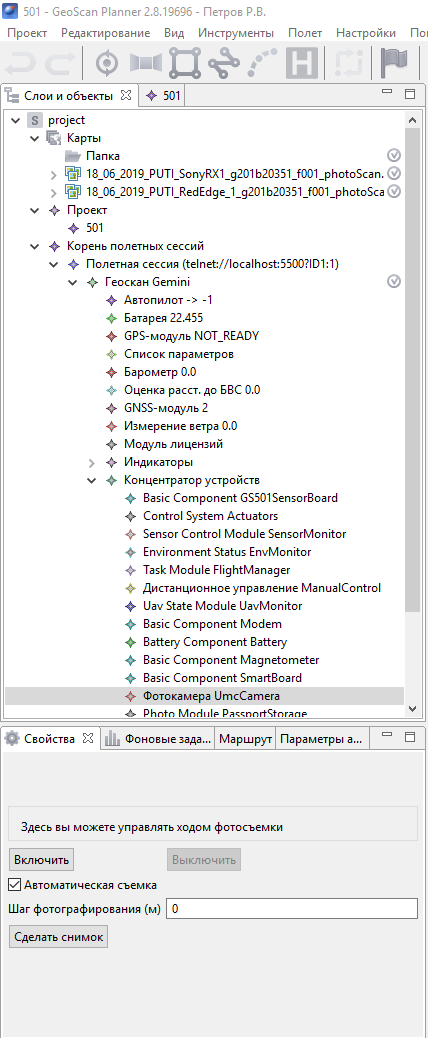 501 - GeoScan Planner 2.8.19696 - Петров Р.В.
Проект Редактирование Вид Инструменты Полет Настройки По
Слои и объекты 501
S project
Карты
Папка
18_06_2019_PUTI_SonyRX1_g201b20351_f001_photoScan.
18_06_2019_PUTI_RedEdge_1_g201b20351_f001_photoSca
Проект
501
Корень полетных сессий
Полетная сессия (telnet://localhost:5500?ID1:1)
Геоскан Gemini
Автопилот -> -1
Батарея 22.455
GPS-модуль NOT_READY
Список параметров
Барометр 0.0
Оценка расст. до БВС 0.0
GNSS-модуль 2
Измерение ветра 0.0
Модуль лицензий
Индикаторы
Концентратор устройств
Basic Component GS501SensorBoard
Control System Actuators
Sensor Control Module SensorMonitor
Environment Status EnvMonitor
Task Module FlightManager
Дистанционное управление ManualControl
Uav State Module UavMonitor
Basic Component Modem
Battery Component Battery
Basic Component Magnetometer
Basic Component SmartBoard
Фотокамера UmcCamera
Photo Module PassportStorage
Свойства Фоновые зада... Маршрут Параметры а...
Здесь вы можете управлять ходом фотосъемки
Включить Выключить
Автоматическая съемка
Шаг фотографирования (м) 0
Сделать снимок